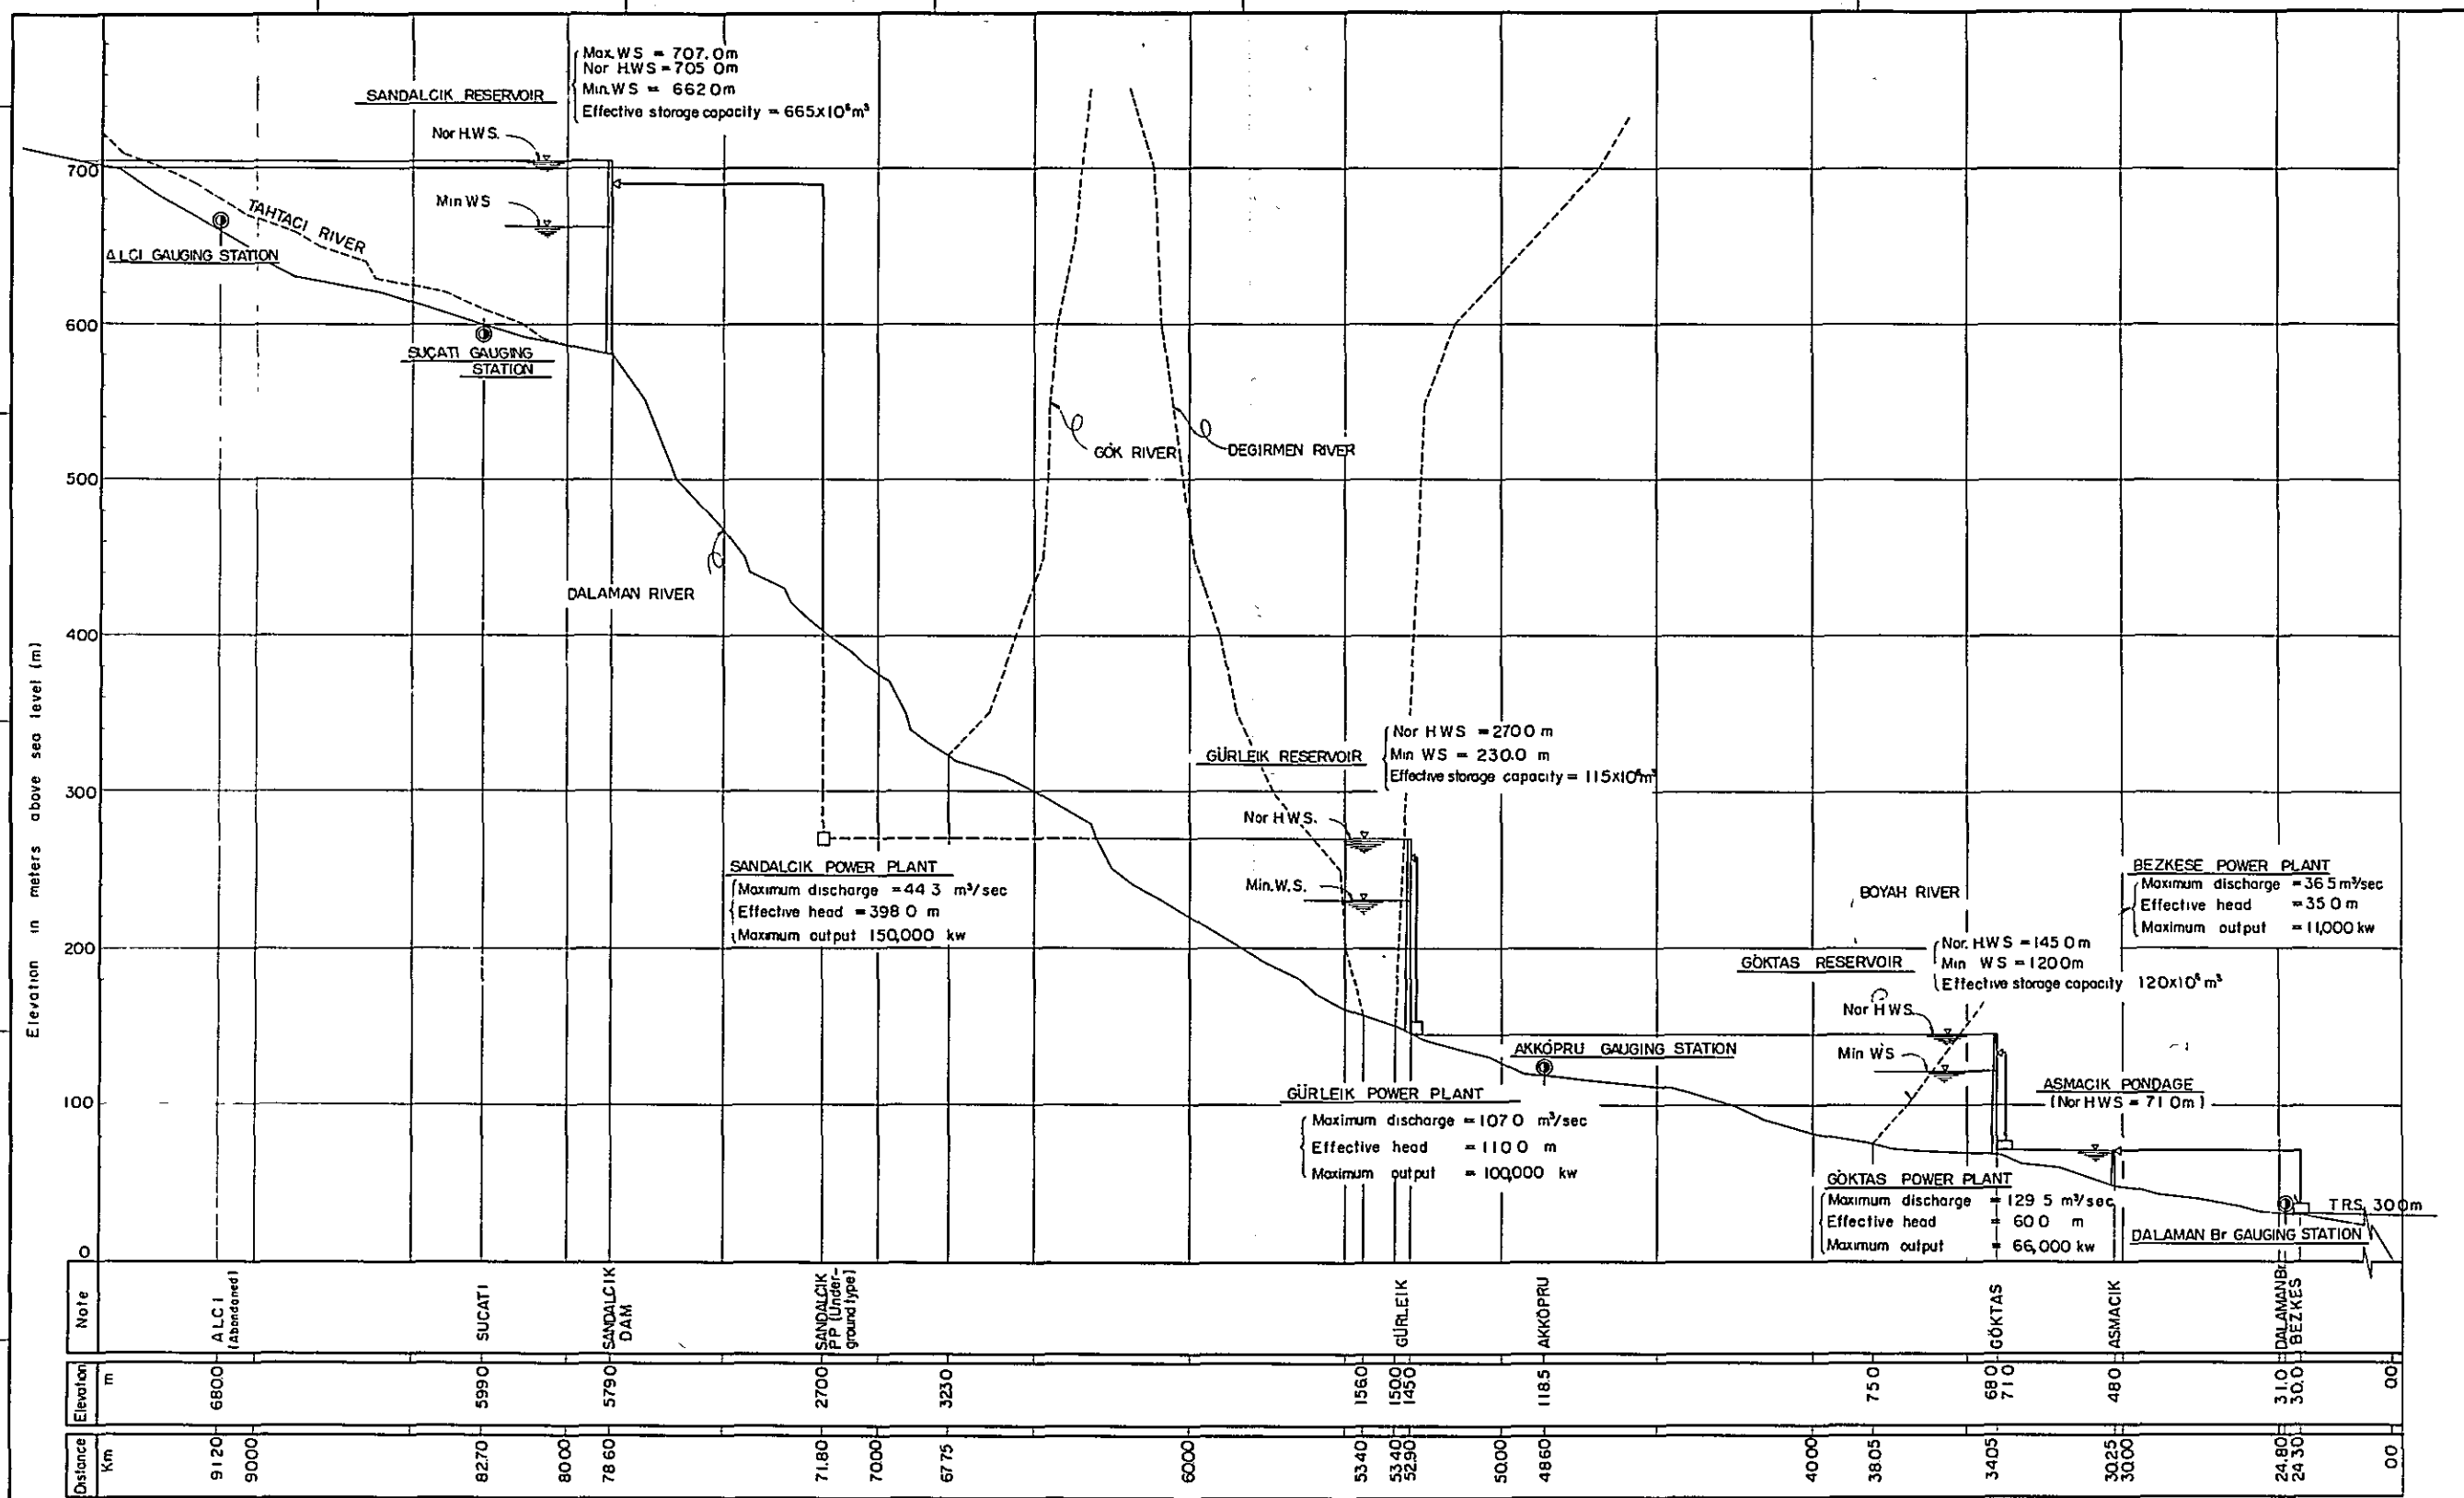 Max. WS = 707.0m
Nor H.WS = 705 0m
Min. WS = 662 0m
Effective storage capacity = 665x10⁶m³
SANDALCIK RESERVOIR
Nor H.W.S.
Min WS
700
TAHTACI RIVER
ALCI GAUGING STATION
600
SUÇATI GAUGING
STATION
GÖK RIVER
DEGIRMEN RIVER
500
DALAMAN RIVER
400
Elevation in meters above sea level (m)
Nor H WS = 270 0 m
Min WS = 230.0 m
Effective storage capacity = 115x10⁶m³
GÜRLEIK RESERVOIR
300
Nor H.W.S.
Min. W.S.
SANDALCIK POWER PLANT
Maximum discharge = 44 3 m³/sec
Effective head = 398 0 m
Maximum output 150,000 kw
BEZKESE POWER PLANT
Maximum discharge = 36 5 m³/sec
Effective head = 35 0 m
Maximum output = 11,000 kw
BOYAH RIVER
200
Nor. H.W S = 145 0 m
Min WS = 120 0m
Effective storage capacity 120x10⁶ m³
GÖKTAS RESERVOIR
Nor H W S.
Min WS
AKKÖPRU GAUGING STATION
100
ASMACIK PONDAGE
(Nor H W S = 71 0m)
GÜRLEIK POWER PLANT
Maximum discharge = 107 0 m³/sec
Effective head = 110 0 m
Maximum output = 100,000 kw
GÖKTAS POWER PLANT
Maximum discharge = 129 5 m³/sec
Effective head = 60 0 m
Maximum output = 66,000 kw
T.R.S. 30 0m
DALAMAN Br GAUGING STATION
0
Note
ALCI
(Abandaned)
SUCATI
SANDALCIK
DAM
SANDALCIK
PP (Under-
ground type)
GÜRLEIK
AKKÖPRU
GÖKTAS
ASMACIK
DALAMAN Br.
BEZKES
Elevation
m
680.0
599 0
579 0
270 0
323 0
156.0
150.0
145.0
118.5
75 0
68 0
71 0
48 0
31 0
30.0
0 0
Distance
Km
91 20
90 00
82.70
80 00
78 60
71.80
70.00
67 75
60 00
53.40
53.40
52.90
50.00
48 60
40 00
38.05
34.05
30.25
30.00
24.80
24.30
0 0